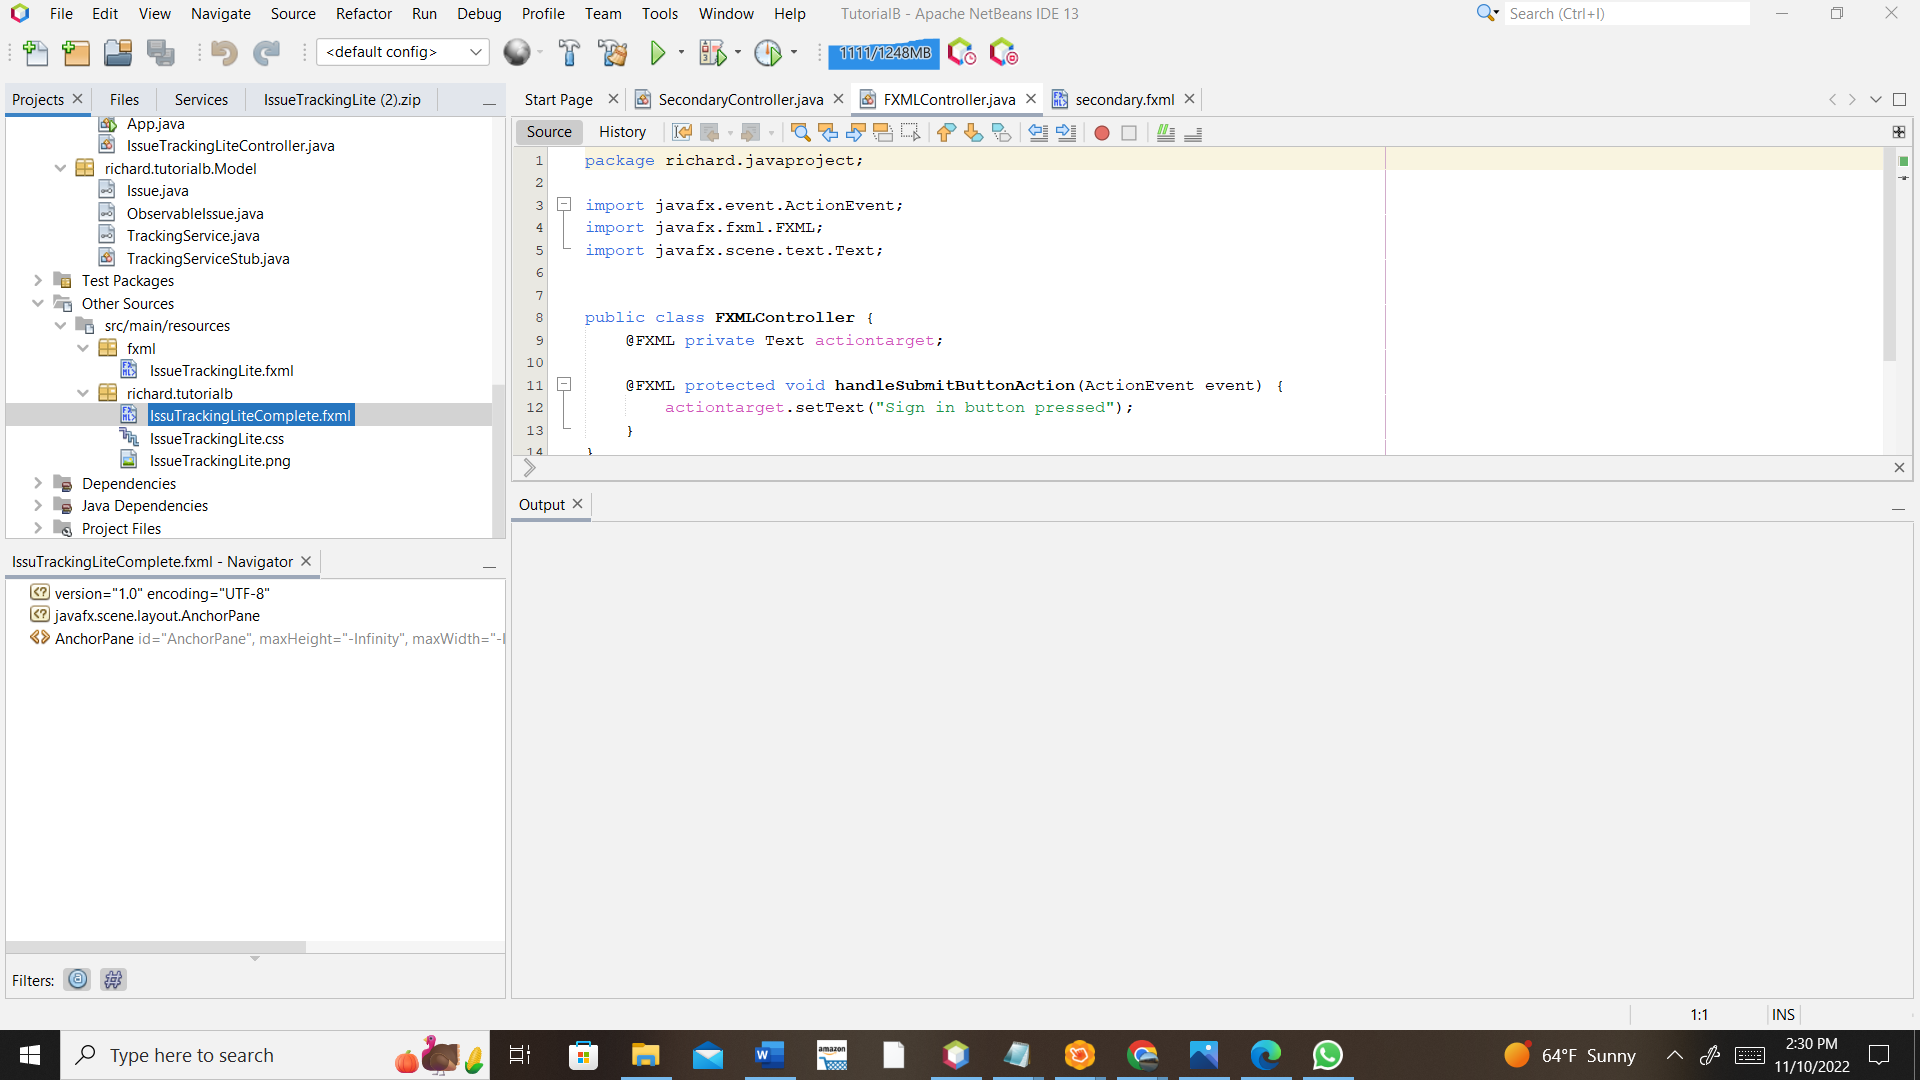 File Edit View Navigate Source Refactor Run Debug Profile Team Tools Window Help TutorialB - Apache NetBeans IDE 13 Search (Ctrl+I)
<default config> 1111/1248MB
Projects Files Services IssueTrackingLite (2).zip
App.java
IssueTrackingLiteController.java
richard.tutorialb.Model
Issue.java
ObservableIssue.java
TrackingService.java
TrackingServiceStub.java
Test Packages
Other Sources
src/main/resources
fxml
IssueTrackingLite.fxml
richard.tutorialb
IssuTrackingLiteComplete.fxml
IssueTrackingLite.css
IssueTrackingLite.png
Dependencies
Java Dependencies
Project Files
Start Page SecondaryController.java FXMLController.java secondary.fxml
Source History
1 package richard.javaproject;
2
3 import javafx.event.ActionEvent;
4 import javafx.fxml.FXML;
5 import javafx.scene.text.Text;
6
7
8 public class FXMLController {
9 @FXML private Text actiontarget;
10
11 @FXML protected void handleSubmitButtonAction(ActionEvent event) {
12 actiontarget.setText("Sign in button pressed");
13 }
14 }
Output
IssuTrackingLiteComplete.fxml - Navigator
version="1.0" encoding="UTF-8"
javafx.scene.layout.AnchorPane
AnchorPane id="AnchorPane", maxHeight="-Infinity", maxWidth="-I
Filters:
1:1 INS
Type here to search
amazon
64°F Sunny
2:30 PM
11/10/2022